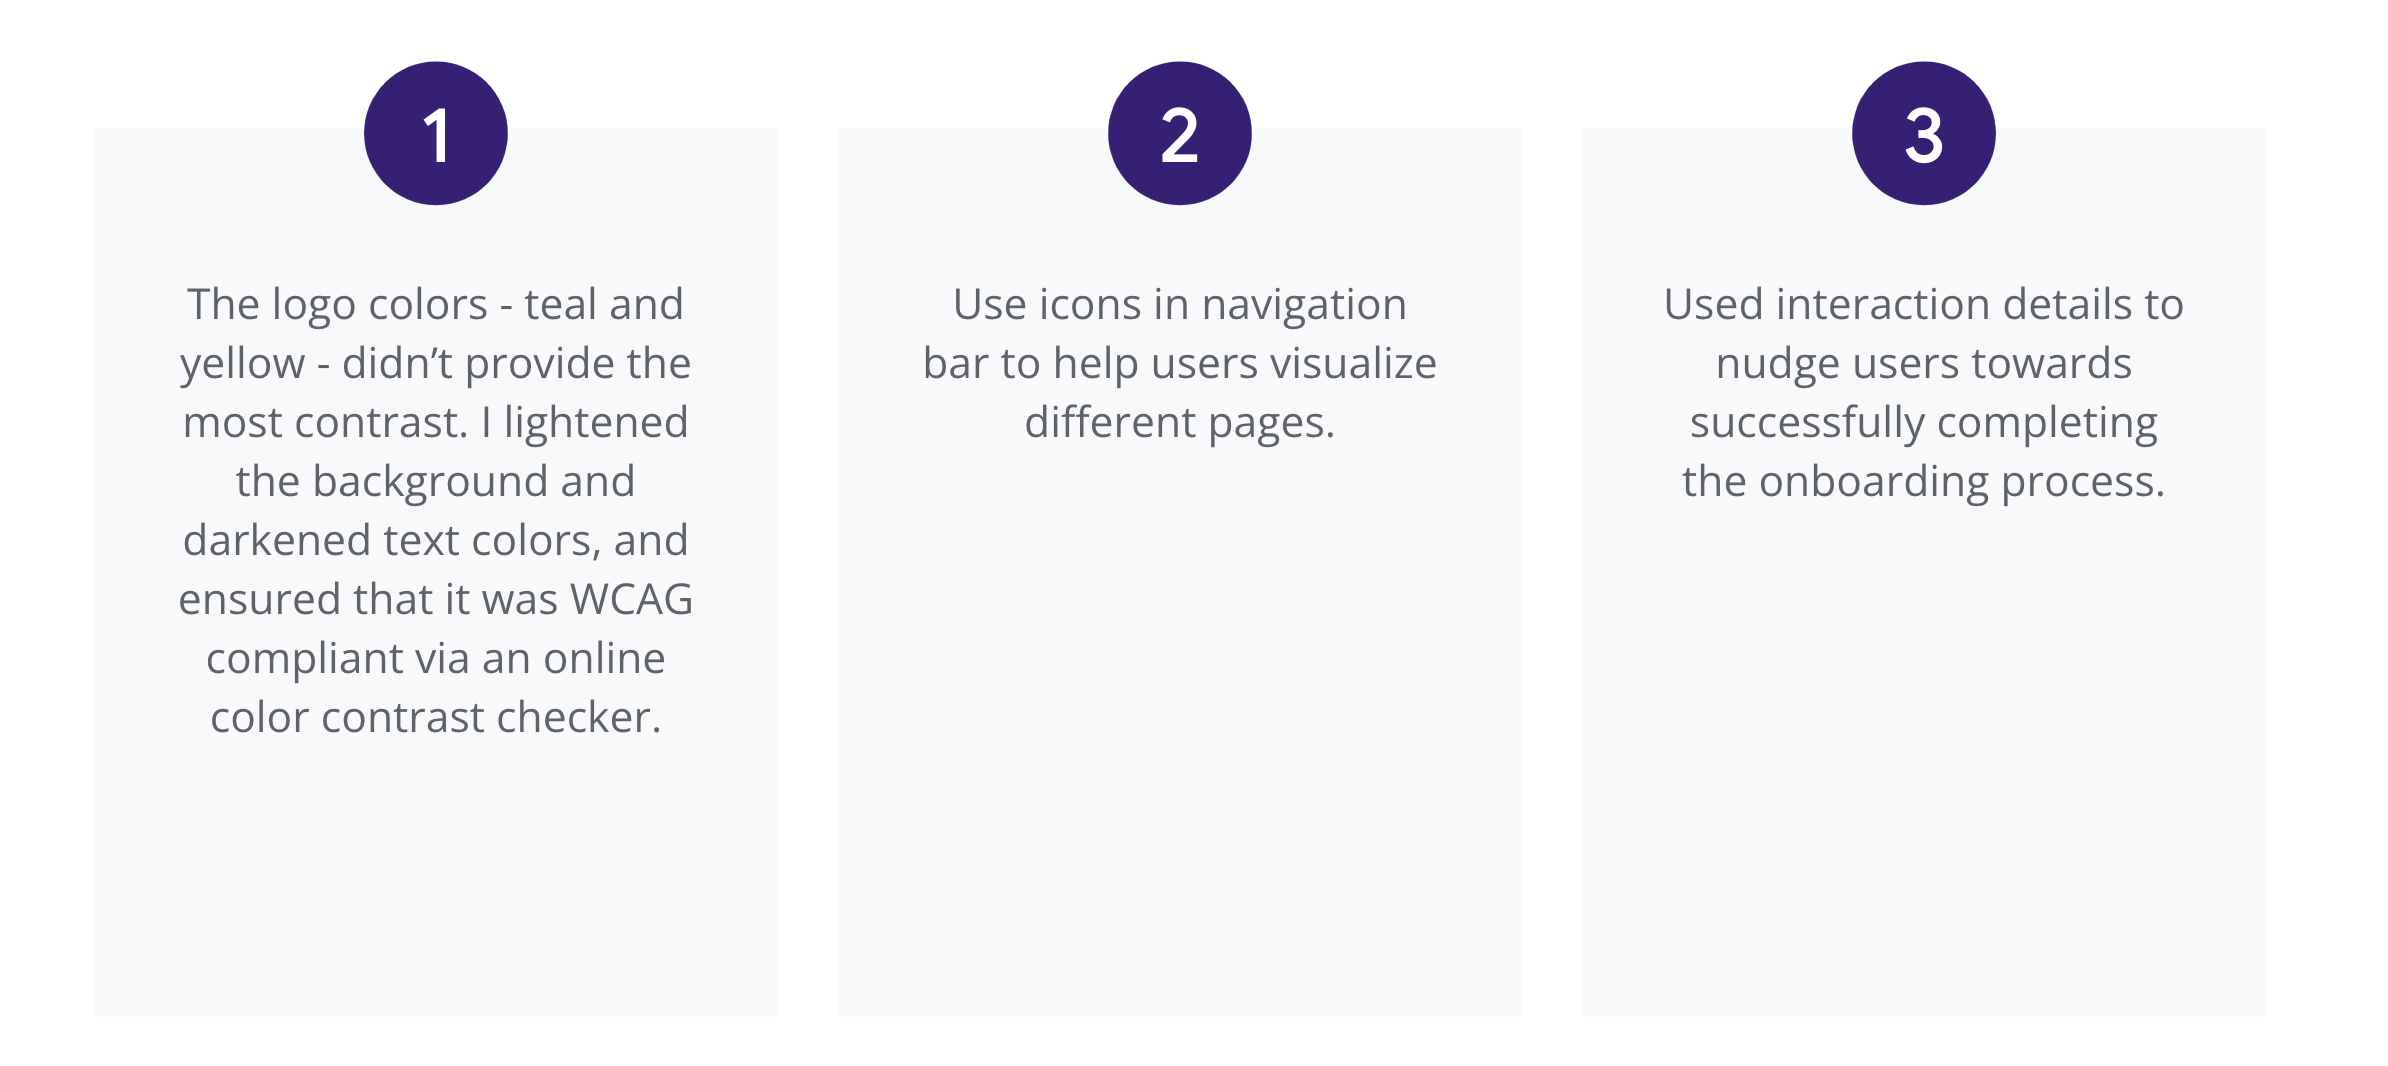 1
The logo colors - teal and
yellow - didn’t provide the
most contrast. I lightened
the background and
darkened text colors, and
ensured that it was WCAG
compliant via an online
color contrast checker.
2
Use icons in navigation
bar to help users visualize
different pages.
3
Used interaction details to
nudge users towards
successfully completing
the onboarding process.